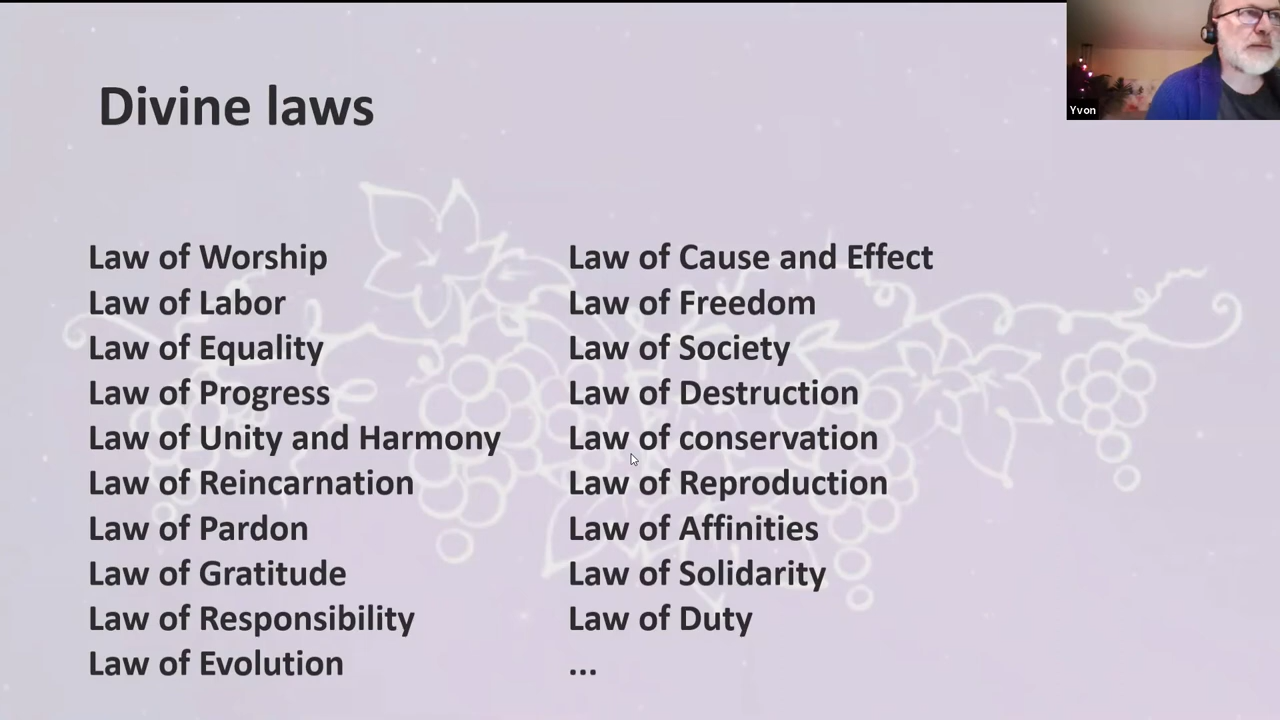 Divine laws
Law of Worship
Law of Labor
Law of Equality
Law of Progress
Law of Unity and Harmony
Law of Reincarnation
Law of Pardon
Law of Gratitude
Law of Responsibility
Law of Evolution
Law of Cause and Effect
Law of Freedom
Law of Society
Law of Destruction
Law of conservation
Law of Reproduction
Law of Affinities
Law of Solidarity
Law of Duty
...
Yvon